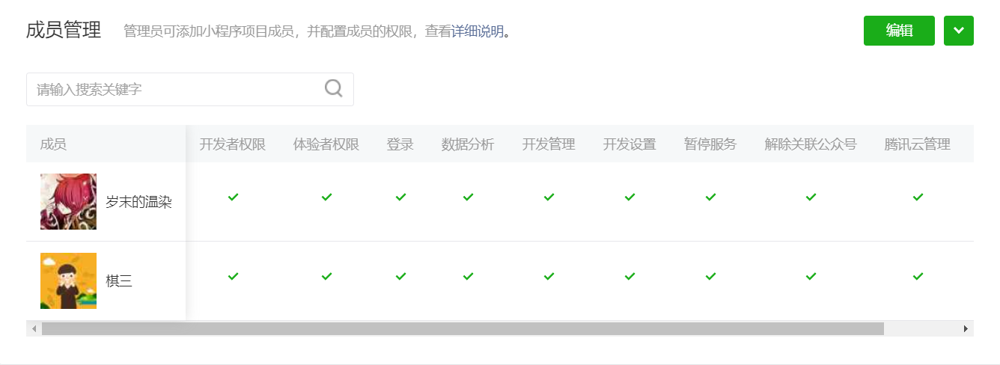 成员管理 管理员可添加小程序项目成员，并配置成员的权限，查看详细说明。 编辑
请输入搜索关键字
成员 开发者权限 体验者权限 登录 数据分析 开发管理 开发设置 暂停服务 解除关联公众号 腾讯云管理
岁末的温染
棋三